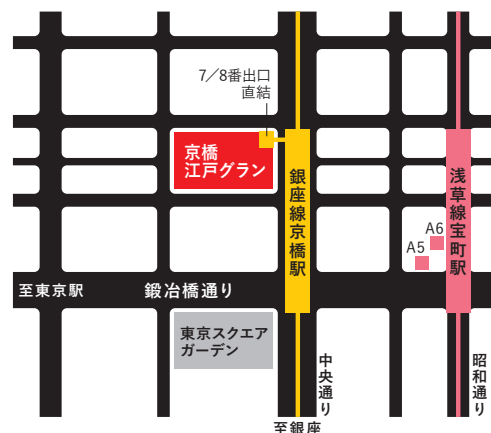 7／8番出口
直結
京橋
江戸グラン
銀座線京橋駅
浅草線宝町駅
A6
A5
至東京駅
鍛冶橋通り
東京スクエア
ガーデン
中央通り
昭和通り
至銀座